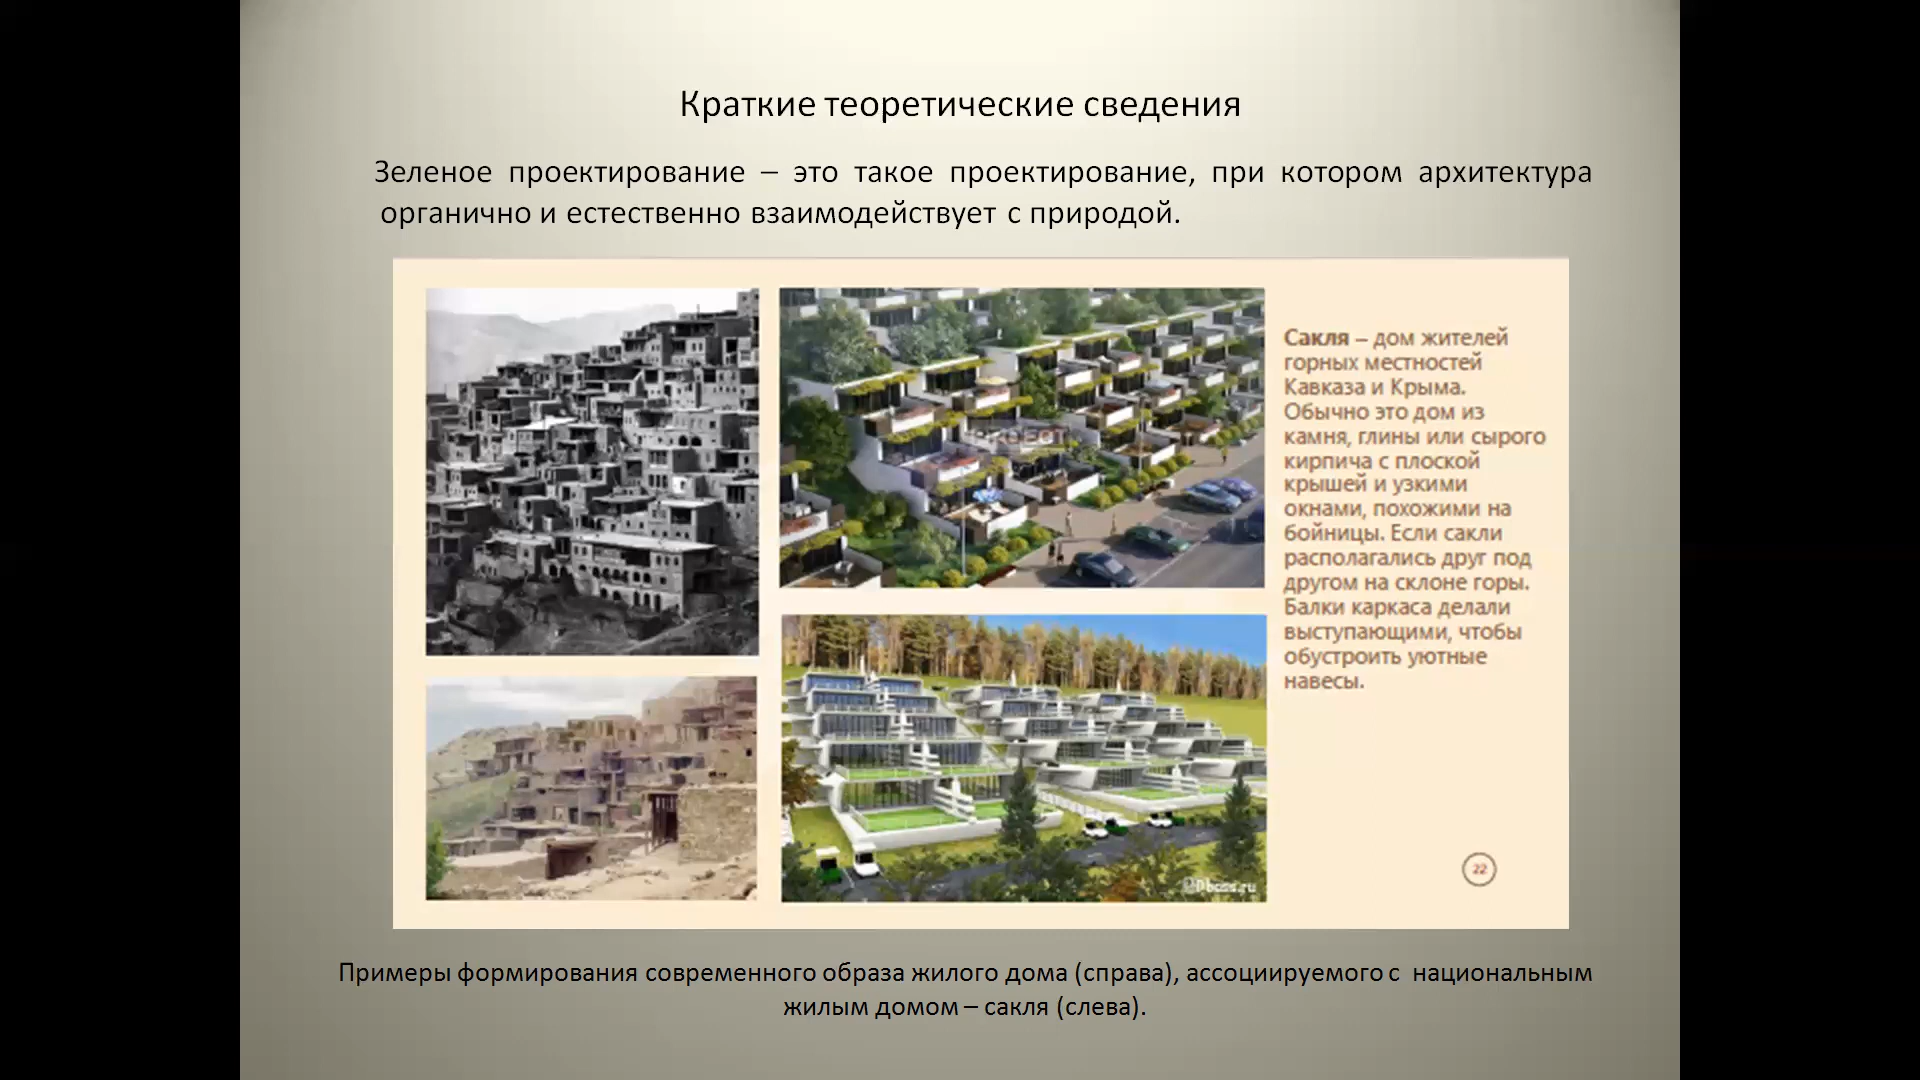 Краткие теоретические сведения
Зеленое проектирование – это такое проектирование, при котором архитектура
органично и естественно взаимодействует с природой.
Сакля – дом жителей
горных местностей
Кавказа и Крыма.
Обычно это дом из
камня, глины или сырого
кирпича с плоской
крышей и узкими
окнами, похожими на
бойницы. Если сакли
располагались друг под
другом на склоне горы.
Балки каркаса делали
выступающими, чтобы
обустроить уютные
навесы.
22
Примеры формирования современного образа жилого дома (справа), ассоциируемого с национальным
жилым домом – сакля (слева).